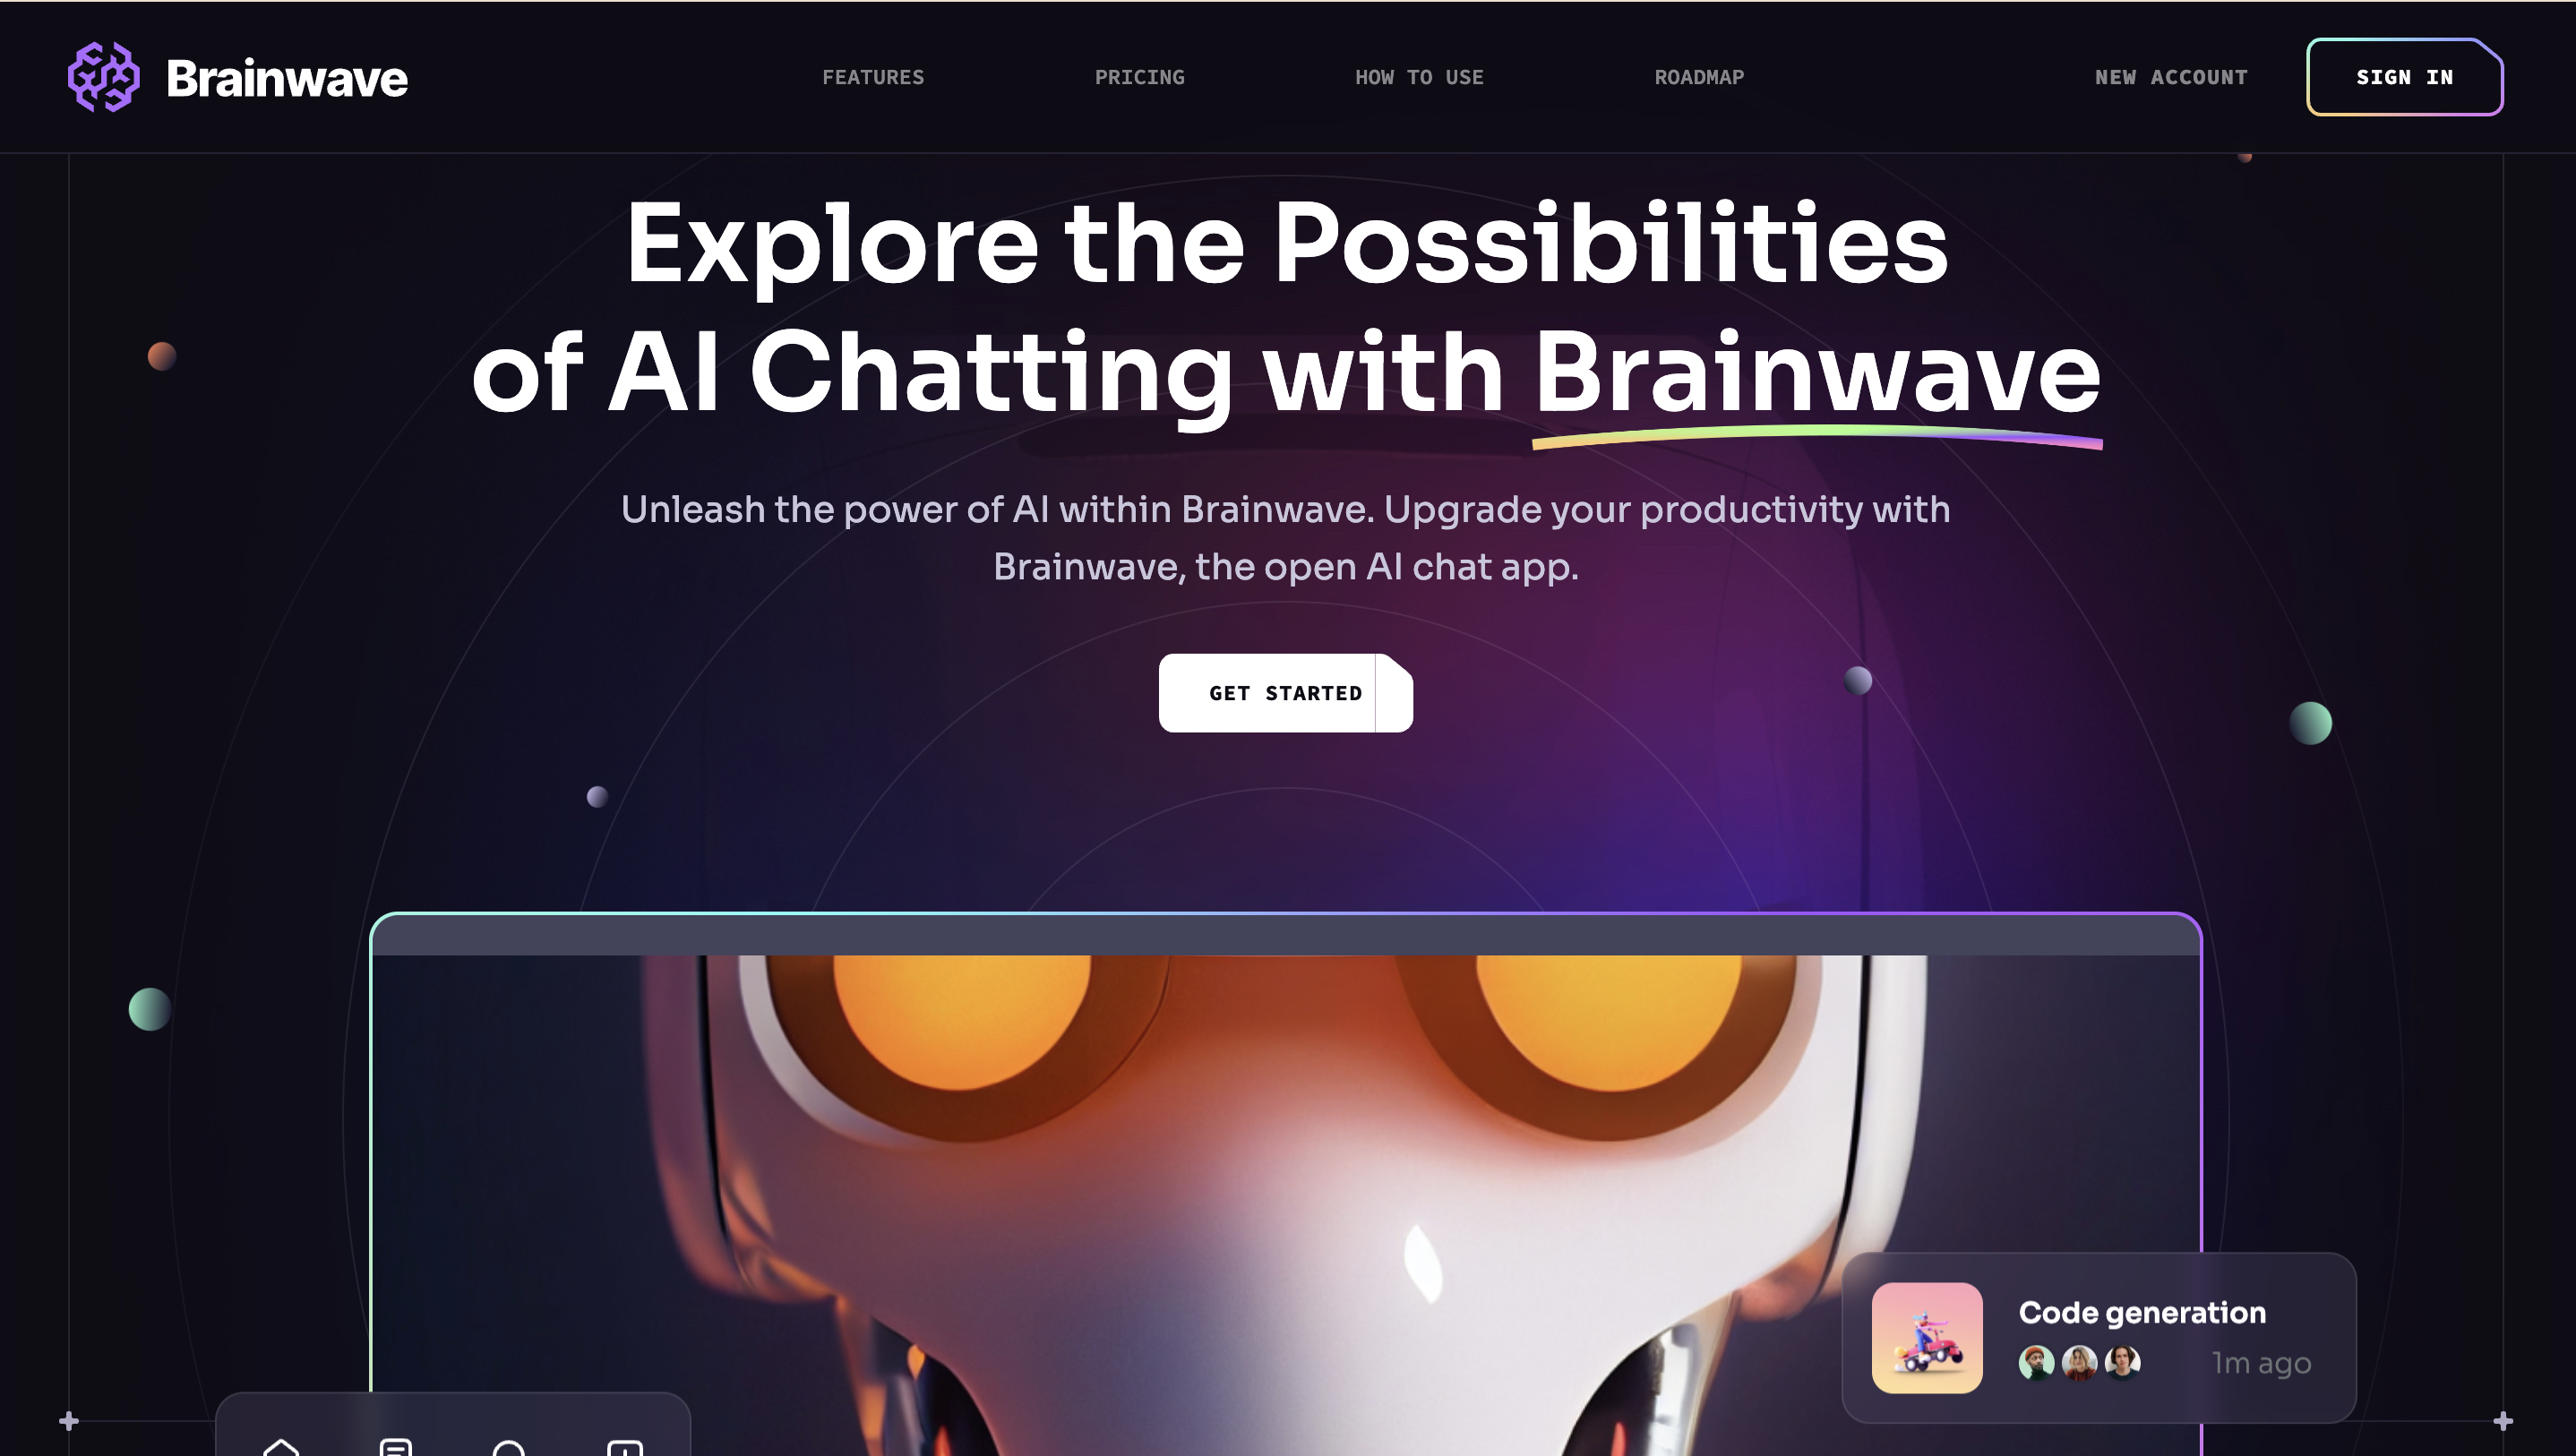 Brainwave
FEATURES
PRICING
HOW TO USE
ROADMAP
NEW ACCOUNT
SIGN IN
Explore the Possibilities
of AI Chatting with Brainwave
Unleash the power of AI within Brainwave. Upgrade your productivity with
Brainwave, the open AI chat app.
GET STARTED
Code generation
1m ago